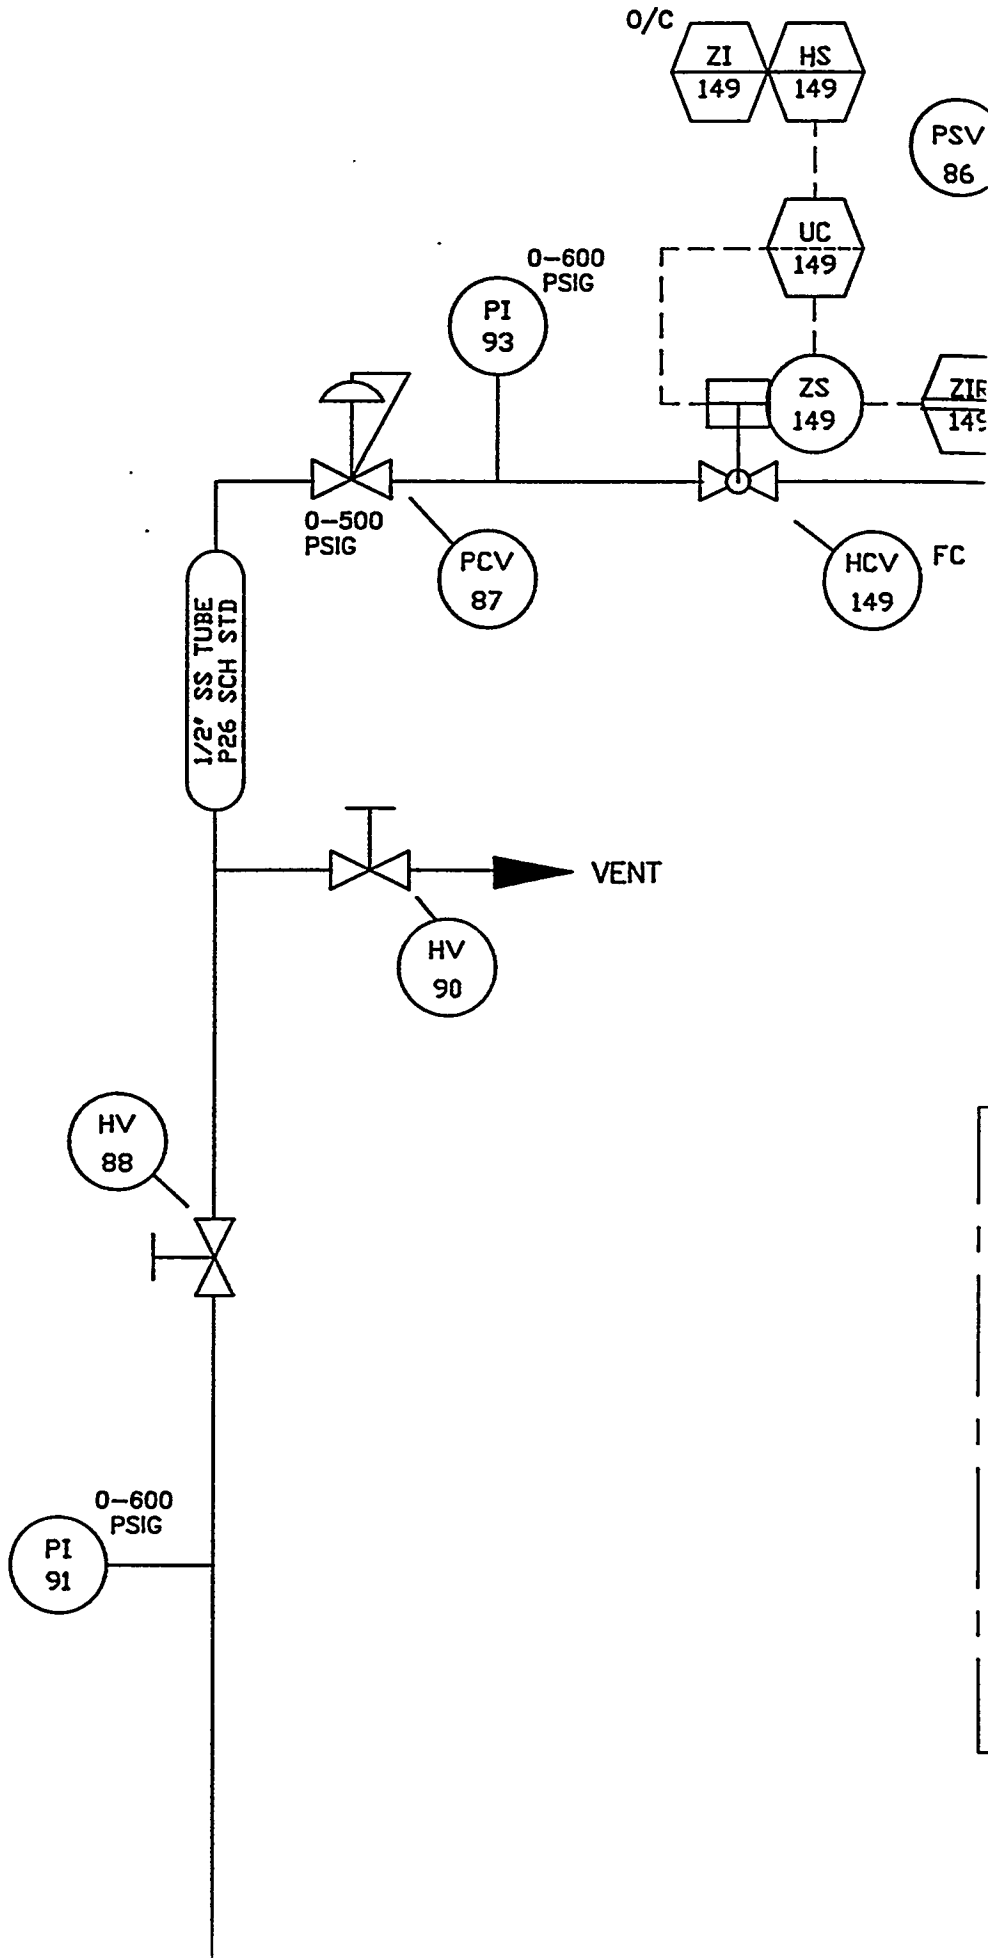 O/C
ZI
149
HS
149
PSV
86
UC
149
0-600
PSIG
PI
93
ZS
149
ZIR
149
0-500
PSIG
PCV
87
HCV
149
FC
1/2" SS TUBE
P26 SCH STD
VENT
HV
90
HV
88
0-600
PSIG
PI
91